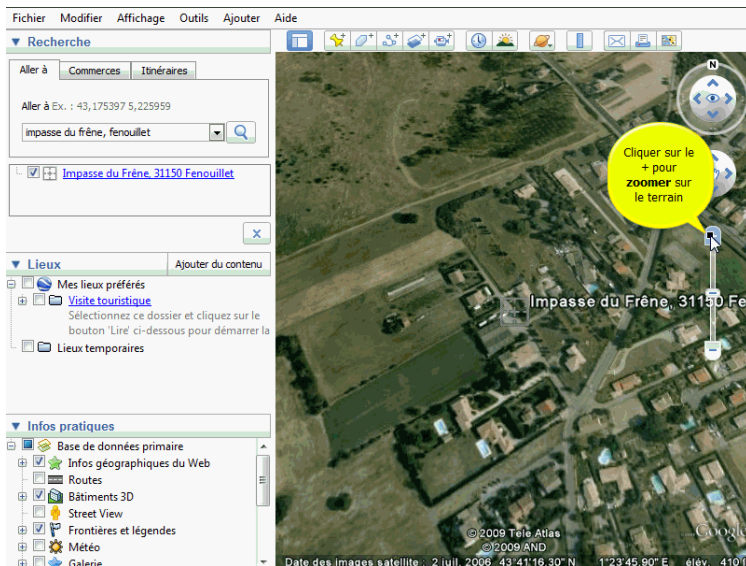 Fichier Modifier Affichage Outils Ajouter Aide
Recherche
Aller à Commerces Itinéraires
Aller à Ex. : 43,175397 5,225959
impasse du frêne, fenouillet
Impasse du Frêne, 31150 Fenouillet
Lieux Ajouter du contenu
Mes lieux préférés
Visite touristique
Sélectionnez ce dossier et cliquez sur le
bouton 'Lire' ci-dessous pour démarrer la
Lieux temporaires
Infos pratiques
Base de données primaire
Infos géographiques du Web
Routes
Bâtiments 3D
Street View
Frontières et légendes
Météo
Galerie
N
Cliquer sur le
+ pour
zoomer sur
le terrain
Impasse du Frêne, 31150 Fe
©2009 Tele Atlas
©2009 AND
Google
Date des images satellite : 2 juil. 2006 43°41'16.30" N 1°23'45.90" E élév. 410